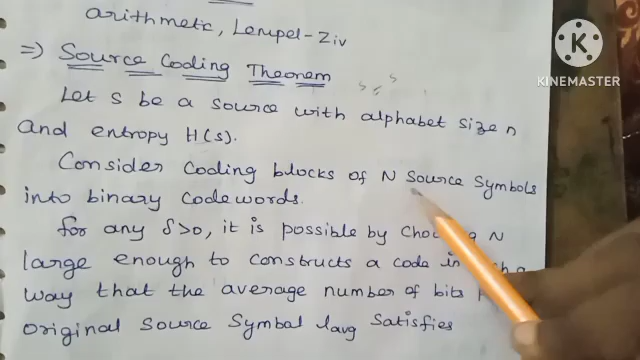 arithmetic, Lempel-Ziv
=> Source Coding Theorem
Let S be a source with alphabet size n
and entropy H(s).
Consider Coding blocks of N Source Symbols
into binary codewords.
for any δ>0, it is possible by N
large enough to constructs a code in
way that the average number of bits
original source Symbol lavg Satisfies
KINEMASTER